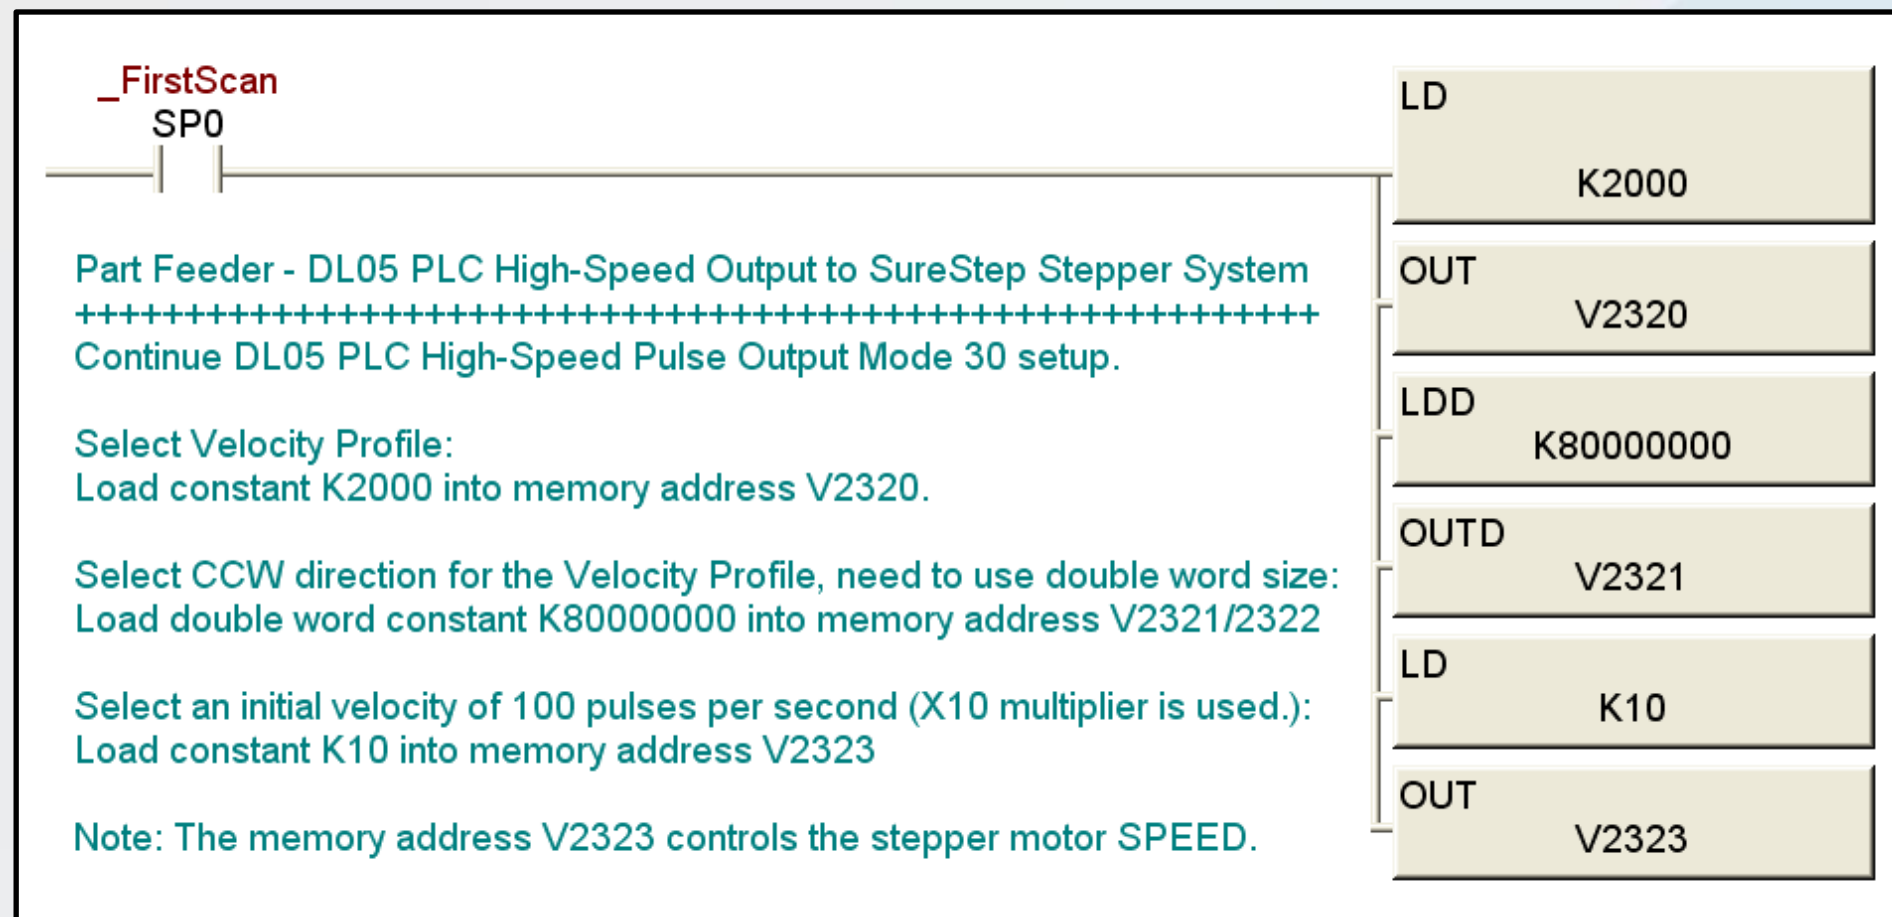 _FirstScan
SP0
LD
K2000
Part Feeder - DL05 PLC High-Speed Output to SureStep Stepper System
+++++++++++++++++++++++++++++++++++++++++++++++++++++++++
Continue DL05 PLC High-Speed Pulse Output Mode 30 setup.
OUT
V2320
Select Velocity Profile:
Load constant K2000 into memory address V2320.
LDD
K80000000
Select CCW direction for the Velocity Profile, need to use double word size:
Load double word constant K80000000 into memory address V2321/2322
OUTD
V2321
Select an initial velocity of 100 pulses per second (X10 multiplier is used.):
Load constant K10 into memory address V2323
LD
K10
Note: The memory address V2323 controls the stepper motor SPEED.
OUT
V2323